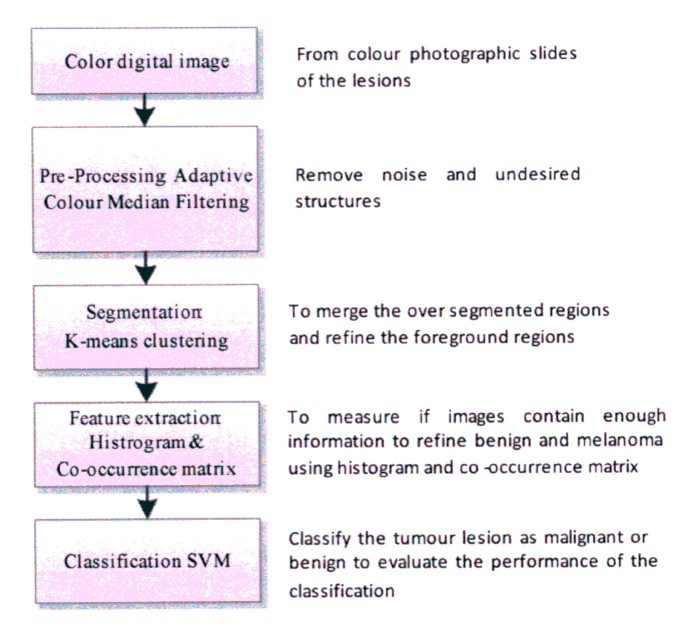 Color digital image
From colour photographic slides
of the lesions
Pre-Processing Adaptive
Colour Median Filtering
Remove noise and undesired
structures
Segmentation
K-means clustering
To merge the over segmented regions
and refine the foreground regions
Feature extraction
Histrogram &
Co-occurrence matrix
To measure if images contain enough
information to refine benign and melanoma
using histogram and co-occurrence matrix
Classification SVM
Classify the tumour lesion as malignant or
benign to evaluate the performance of the
classification